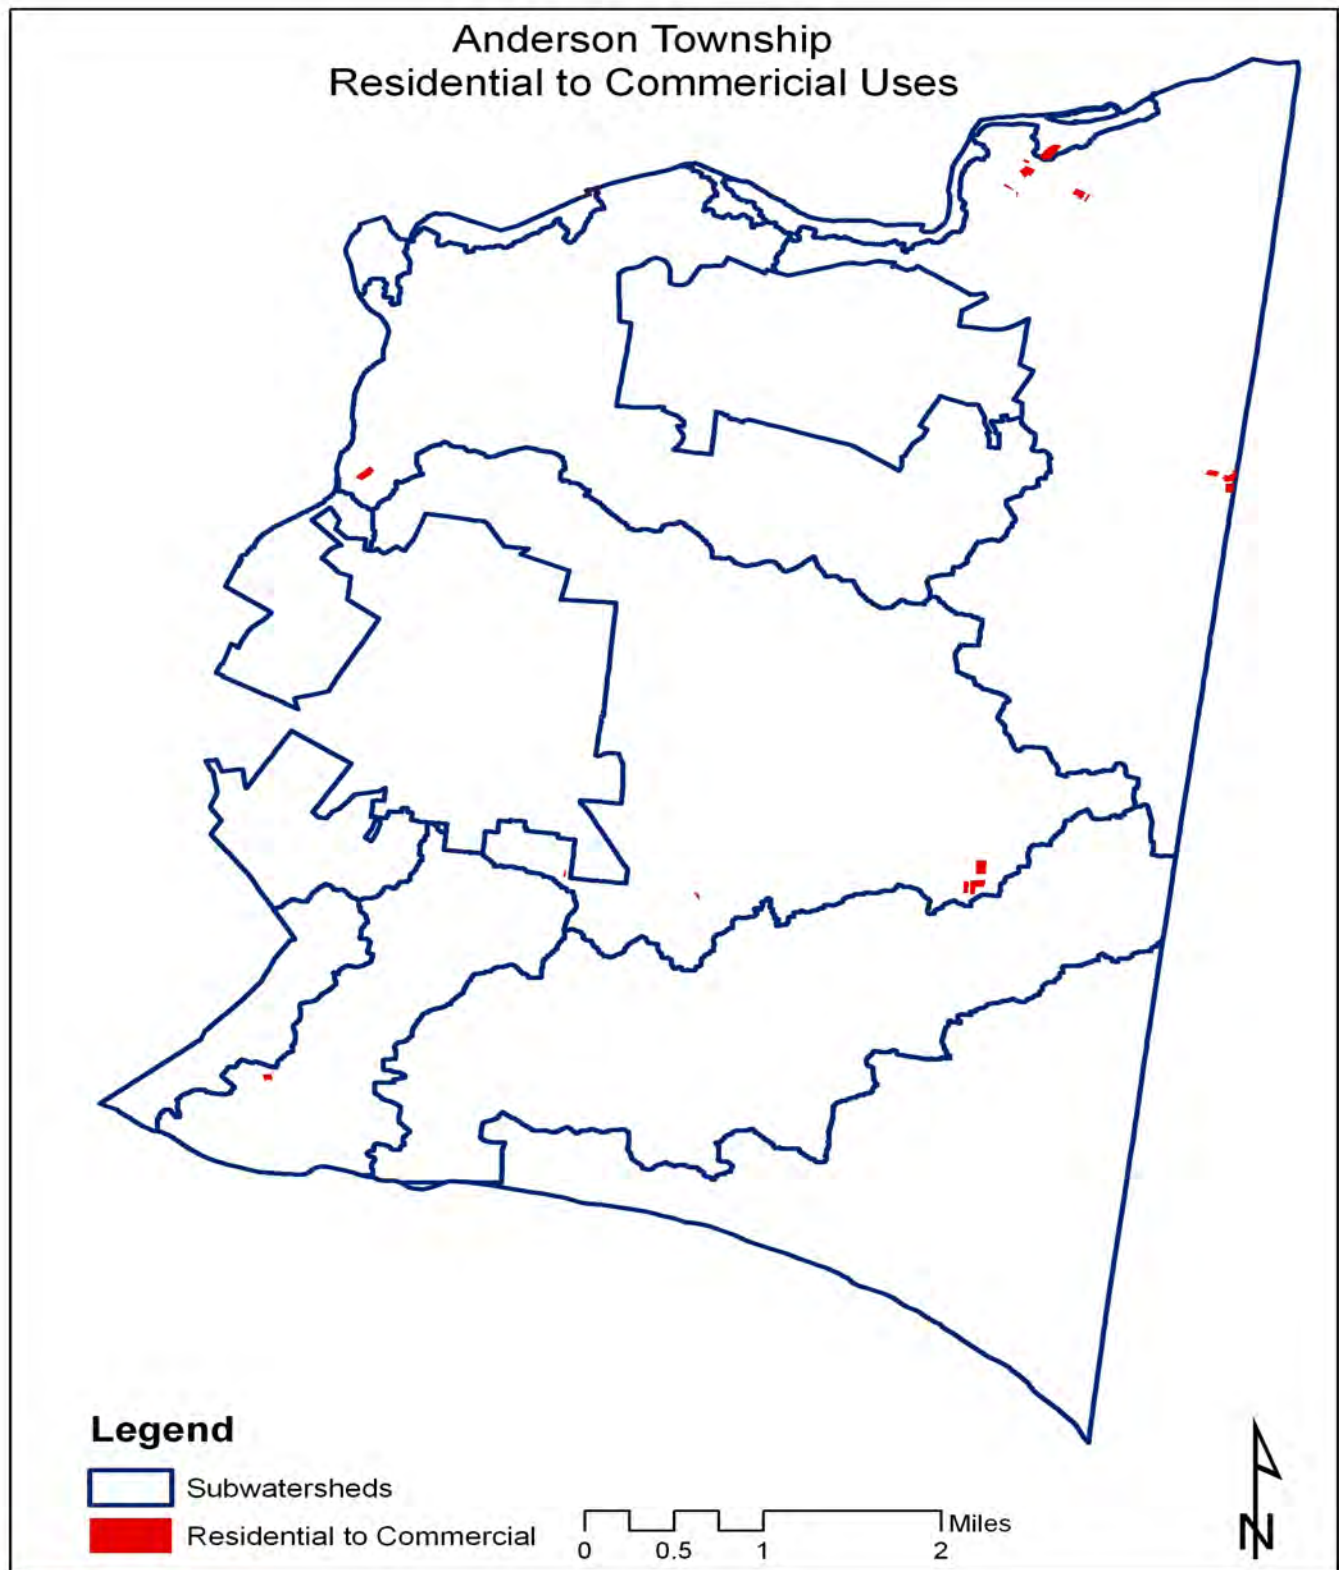 Anderson Township
Residential to Commericial Uses
Legend
Subwatersheds
Residential to Commercial
Miles
0 0.5 1 2
N